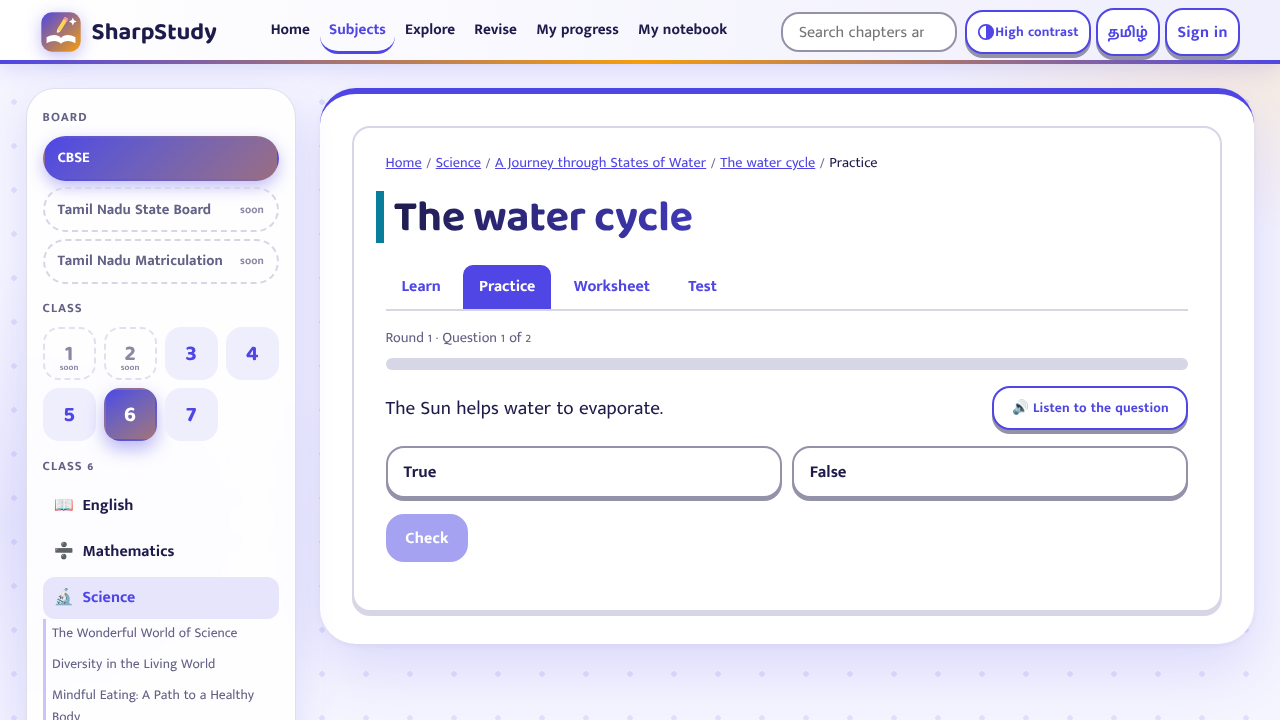 SharpStudy
Home Subjects Explore Revise My progress My notebook
Search chapters ar
High contrast
தமிழ்
Sign in
BOARD
CBSE
Tamil Nadu State Board soon
Tamil Nadu Matriculation soon
CLASS
1 soon
2 soon
3
4
5
6
7
CLASS 6
📖 English
➗ Mathematics
🔬 Science
The Wonderful World of Science
Diversity in the Living World
Mindful Eating: A Path to a Healthy
Body
Home / Science / A Journey through States of Water / The water cycle / Practice
The water cycle
Learn Practice Worksheet Test
Round 1 · Question 1 of 2
The Sun helps water to evaporate.
🔊 Listen to the question
True
False
Check